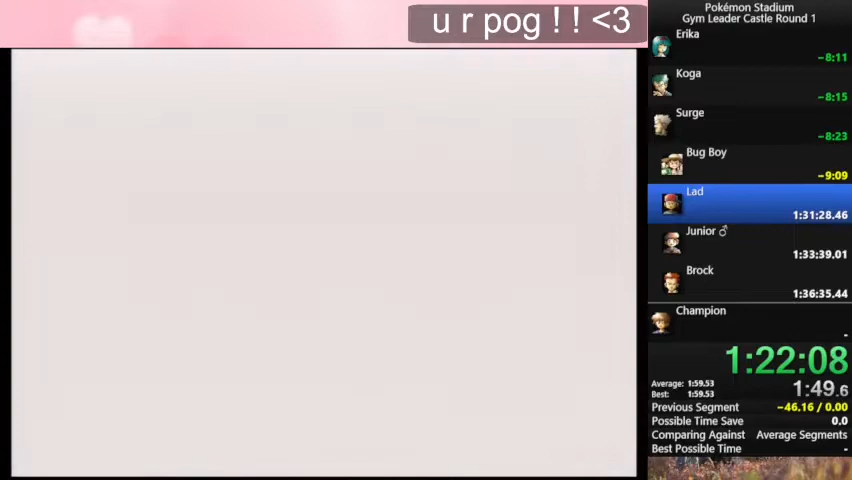 u r pog ! ! <3
Pokémon Stadium
Gym Leader Castle Round 1
Erika
−8:11
Koga
−8:15
Surge
−8:23
Bug Boy
−9:09
Lad
1:31:28.46
Junior ♂
1:33:39.01
Brock
1:36:35.44
Champion
-
1:22:08
Average: 1:59.53
Best: 1:59.53
1:49.6
Previous Segment −46.16 / 0.00
Possible Time Save 0.0
Comparing Against Average Segments
Best Possible Time -